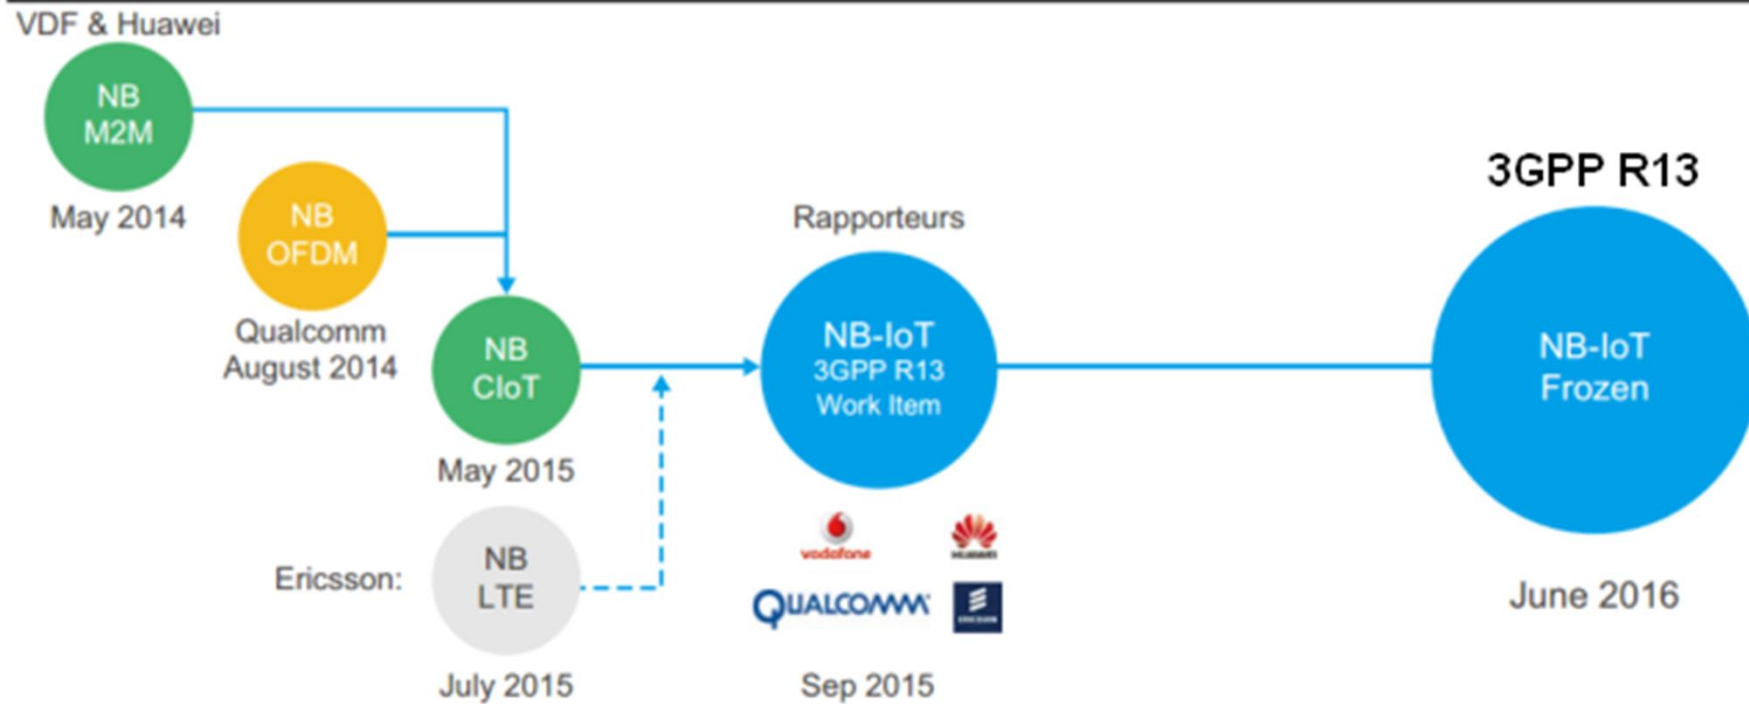 VDF & Huawei
NB
M2M
May 2014
NB
OFDM
Qualcomm
August 2014
NB
CIoT
May 2015
Ericsson:
NB
LTE
July 2015
Rapporteurs
NB-IoT
3GPP R13
Work Item
vodafone
HUAWEI
QUALCOMM
ERICSSON
Sep 2015
3GPP R13
NB-IoT
Frozen
June 2016